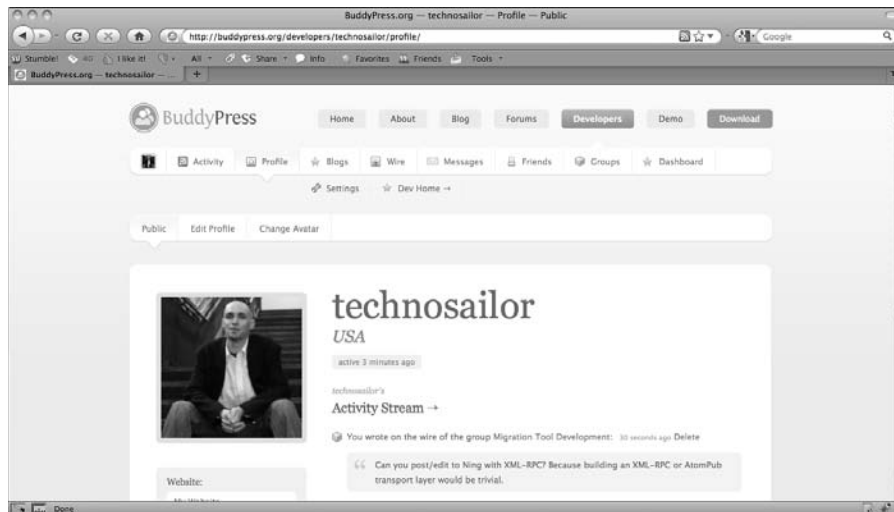 BuddyPress.org — technosailor — Profile — Public
http://buddypress.org/developers/technosailor/profile/
Google
Stumble! I like it! All Share Info Favorites Friends Tools
BuddyPress.org — technosailor — ... +
BuddyPress
Home About Blog Forums Developers Demo Download
Activity Profile Blogs Wire Messages Friends Groups Dashboard
Settings Dev Home →
Public Edit Profile Change Avatar
technosailor
USA
active 3 minutes ago
technosailor's
Activity Stream →
You wrote on the wire of the group Migration Tool Development: 30 seconds ago Delete
Can you post/edit to Ning with XML-RPC? Because building an XML-RPC or AtomPub
transport layer would be trivial.
Website:
My Website
Done